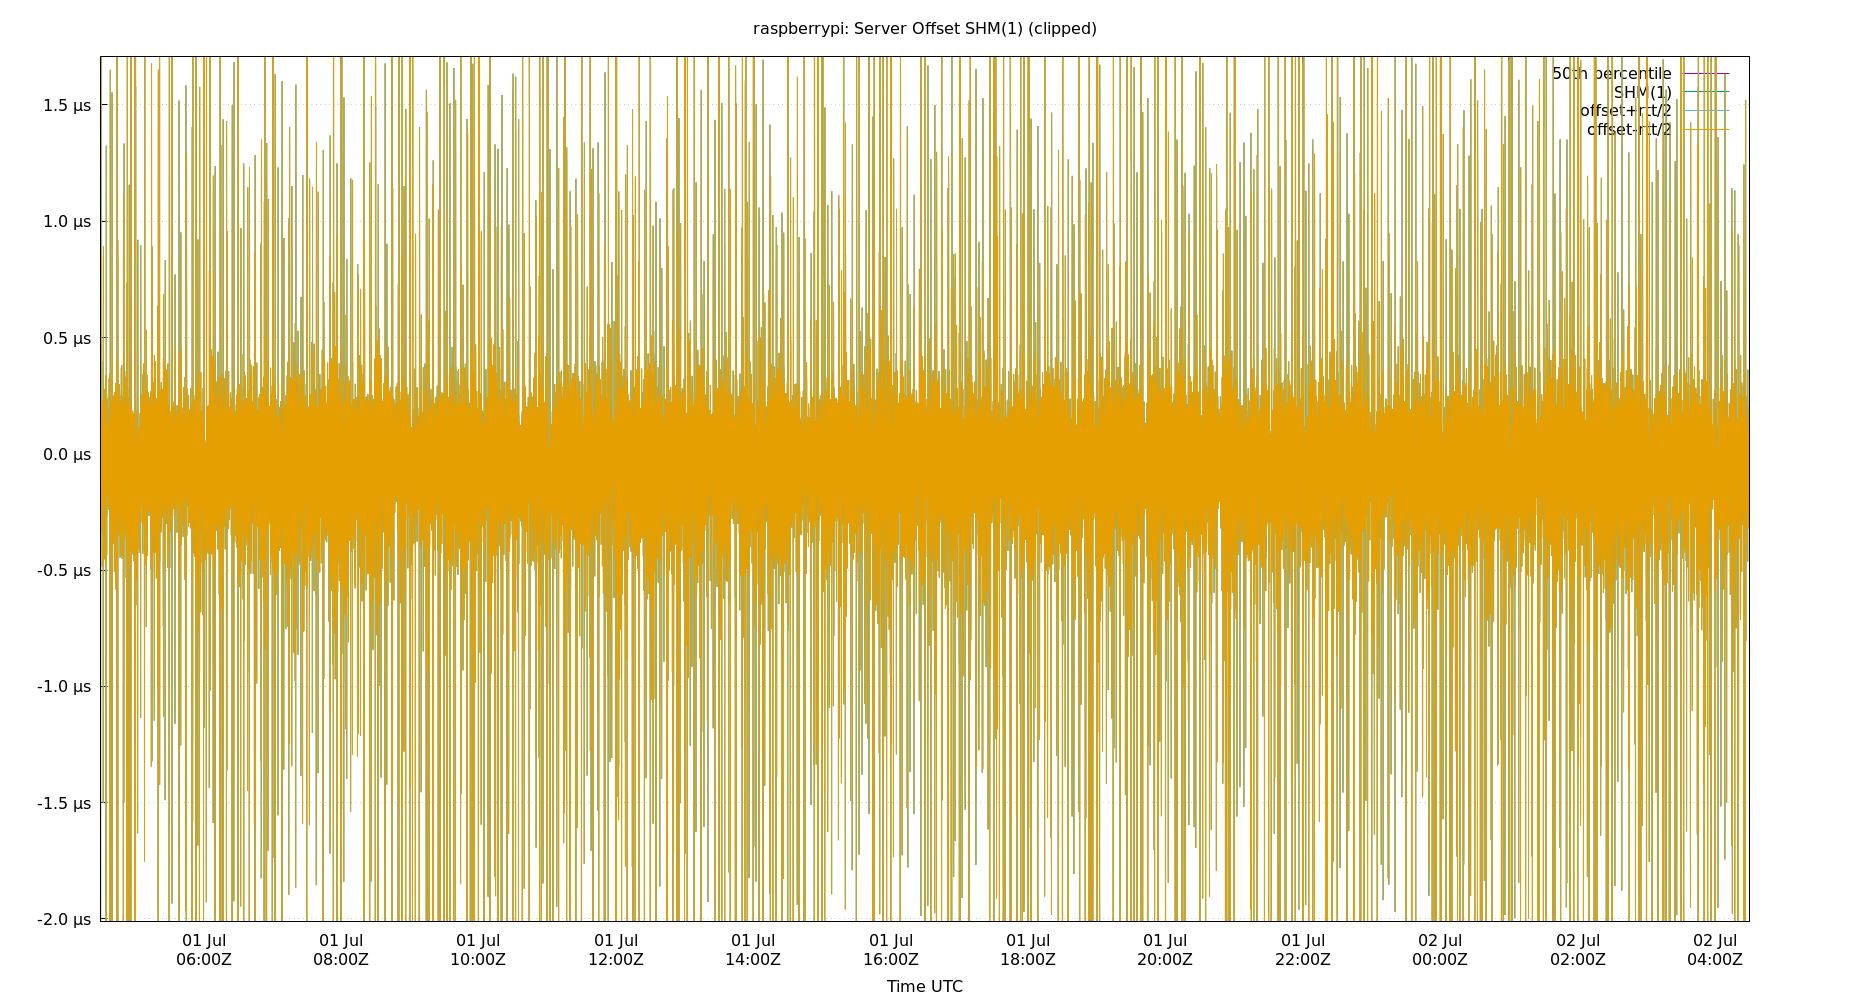 raspberrypi: Server Offset SHM(1) (clipped)
50th percentile
SHM(1)
offset+rtt/2
offset-rtt/2
1.5 µs
1.0 µs
0.5 µs
0.0 µs
-0.5 µs
-1.0 µs
-1.5 µs
-2.0 µs
01 Jul 01 Jul 01 Jul 01 Jul 01 Jul 01 Jul 01 Jul 01 Jul 01 Jul 02 Jul 02 Jul 02 Jul
06:00Z 08:00Z 10:00Z 12:00Z 14:00Z 16:00Z 18:00Z 20:00Z 22:00Z 00:00Z 02:00Z 04:00Z
Time UTC